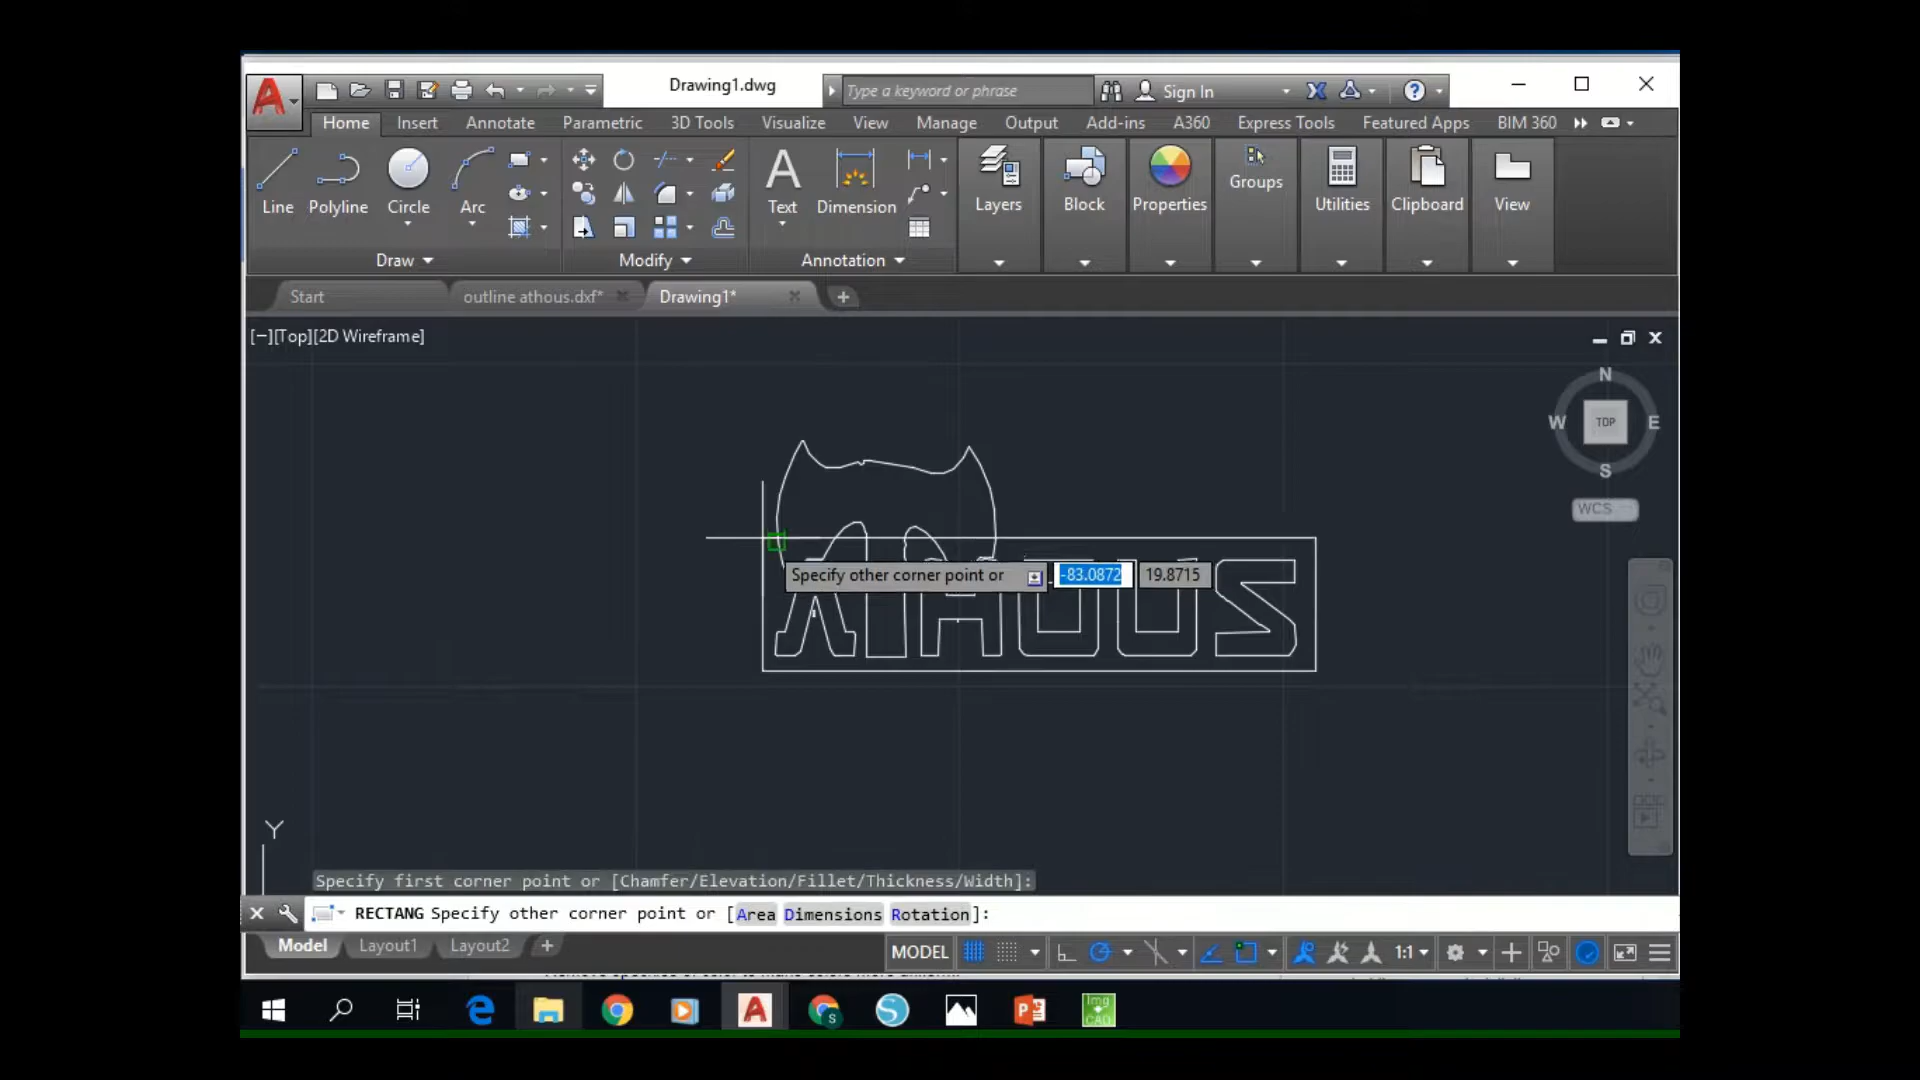 Drawing1.dwg
Type a keyword or phrase
Sign In
Home Insert Annotate Parametric 3D Tools Visualize View Manage Output Add-ins A360 Express Tools Featured Apps BIM 360
Line Polyline Circle Arc
Text Dimension
Layers Block Properties Groups Utilities Clipboard View
Draw Modify Annotation
Start outline athous.dxf* Drawing1*
[−][Top][2D Wireframe]
N
W TOP E
S
WCS
Specify other corner point or -83.0872 19.8715
ATHOUS
Y
Specify first corner point or [Chamfer/Elevation/Fillet/Thickness/Width]:
RECTANG Specify other corner point or [Area Dimensions Rotation]:
Model Layout1 Layout2
MODEL 1:1
S
Img
CAD